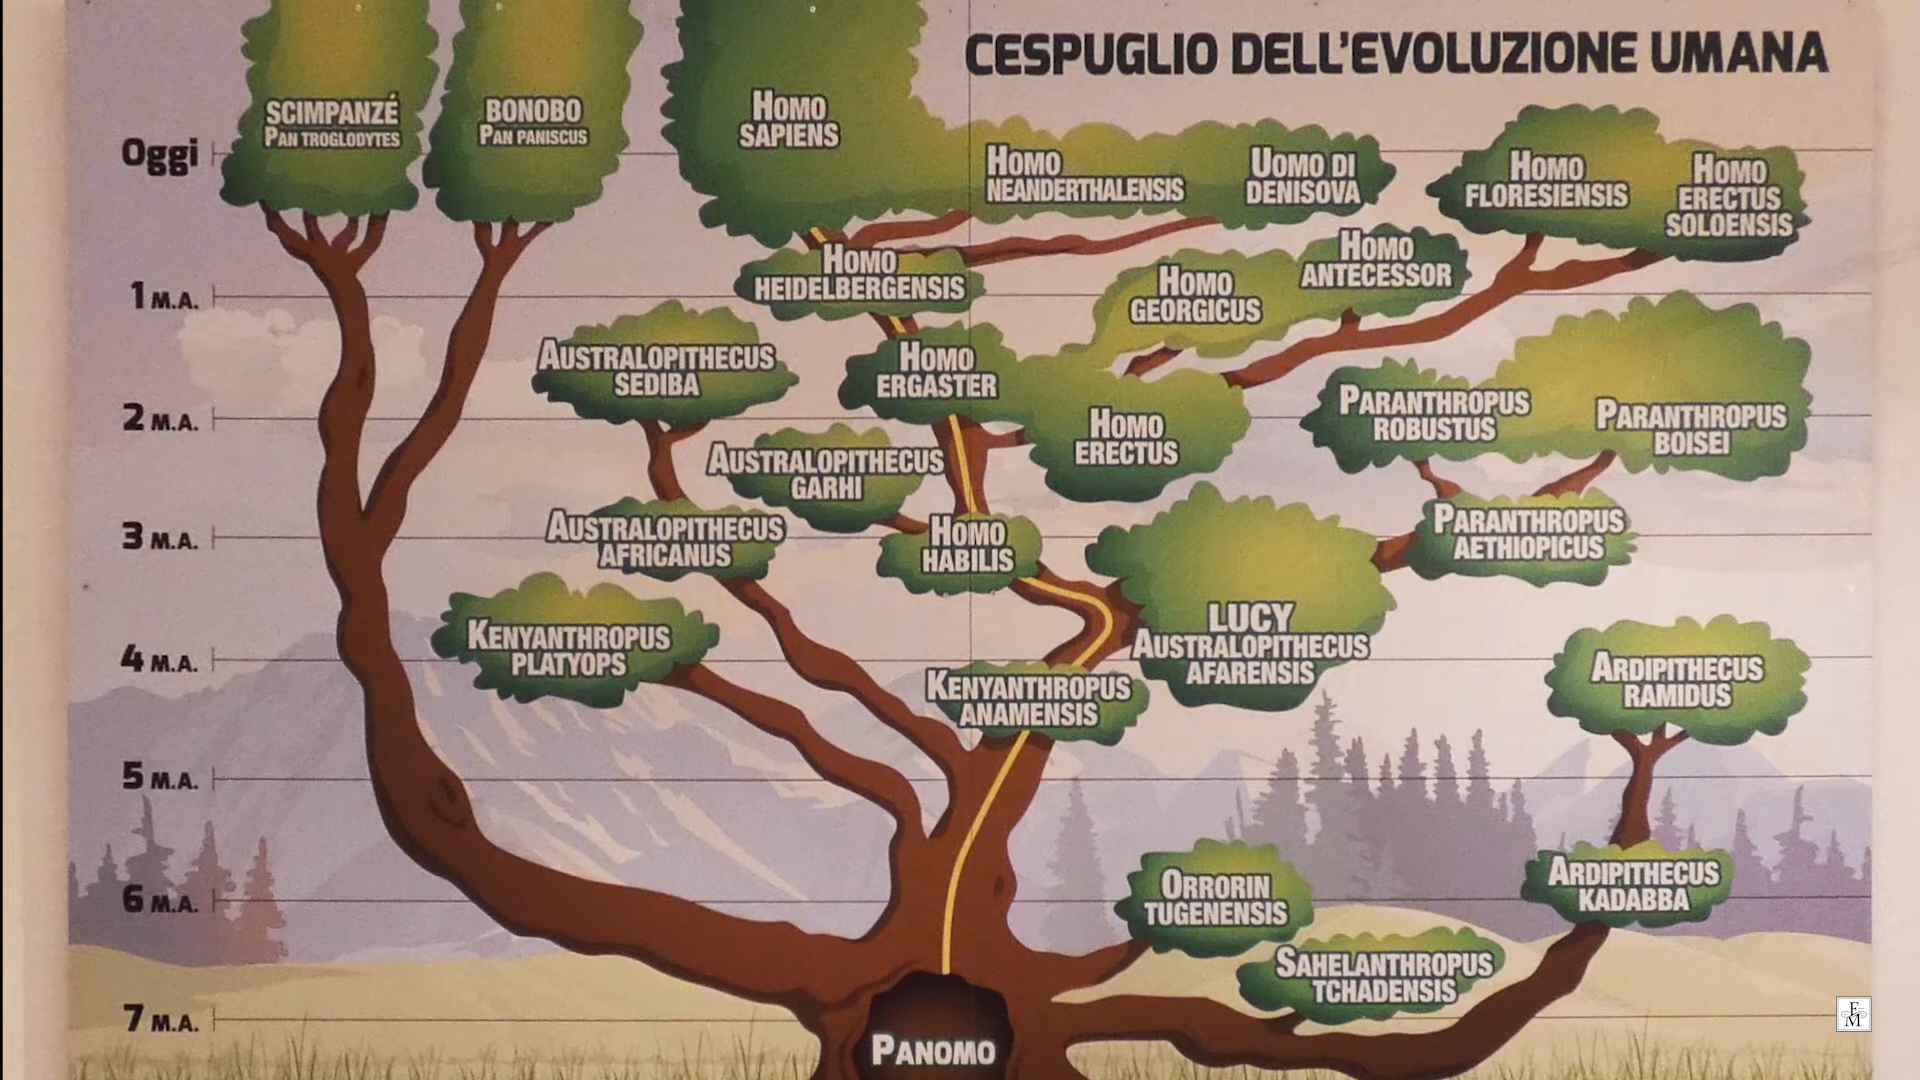 CESPUGLIO DELL'EVOLUZIONE UMANA
SCIMPANZÉ
PAN TROGLODYTES
BONOBO
PAN PANISCUS
HOMO
SAPIENS
HOMO
NEANDERTHALENSIS
UOMO DI
DENISOVA
HOMO
FLORESIENSIS
HOMO
ERECTUS
SOLOENSIS
Oggi
HOMO
HEIDELBERGENSIS
HOMO
GEORGICUS
HOMO
ANTECESSOR
1 M.A.
AUSTRALOPITHECUS
SEDIBA
HOMO
ERGASTER
HOMO
ERECTUS
PARANTHROPUS
ROBUSTUS
PARANTHROPUS
BOISEI
2 M.A.
AUSTRALOPITHECUS
GARHI
AUSTRALOPITHECUS
AFRICANUS
HOMO
HABILIS
PARANTHROPUS
AETHIOPICUS
3 M.A.
KENYANTHROPUS
PLATYOPS
LUCY
AUSTRALOPITHECUS
AFARENSIS
KENYANTHROPUS
ANAMENSIS
ARDIPITHECUS
RAMIDUS
4 M.A.
5 M.A.
ORRORIN
TUGENENSIS
ARDIPITHECUS
KADABBA
6 M.A.
SAHELANTHROPUS
TCHADENSIS
7 M.A.
PANOMO
F
M